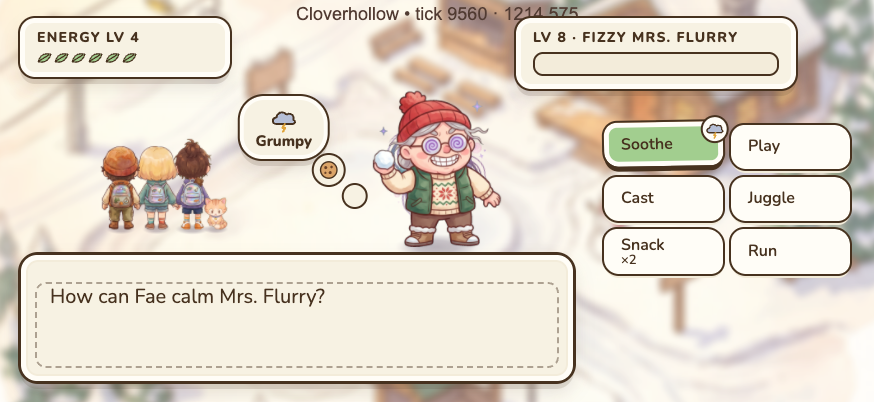 Cloverhollow • tick 9560 · 1214,575
ENERGY LV 4
LV 8 · FIZZY MRS. FLURRY
Grumpy
Soothe
Play
Cast
Juggle
Snack
×2
Run
How can Fae calm Mrs. Flurry?